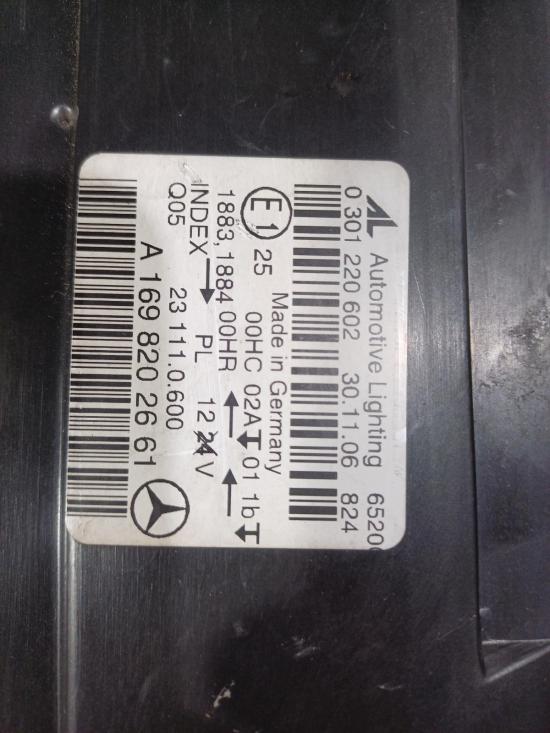 AL Automotive Lighting 6520
0 301 220 602 30.11.06 824
Made in Germany
E1 25 00HC 02A 01 1b
1883,1884 00HR
INDEX → PL 12 24 V
Q05 23 111.0.600
A 169 820 26 61